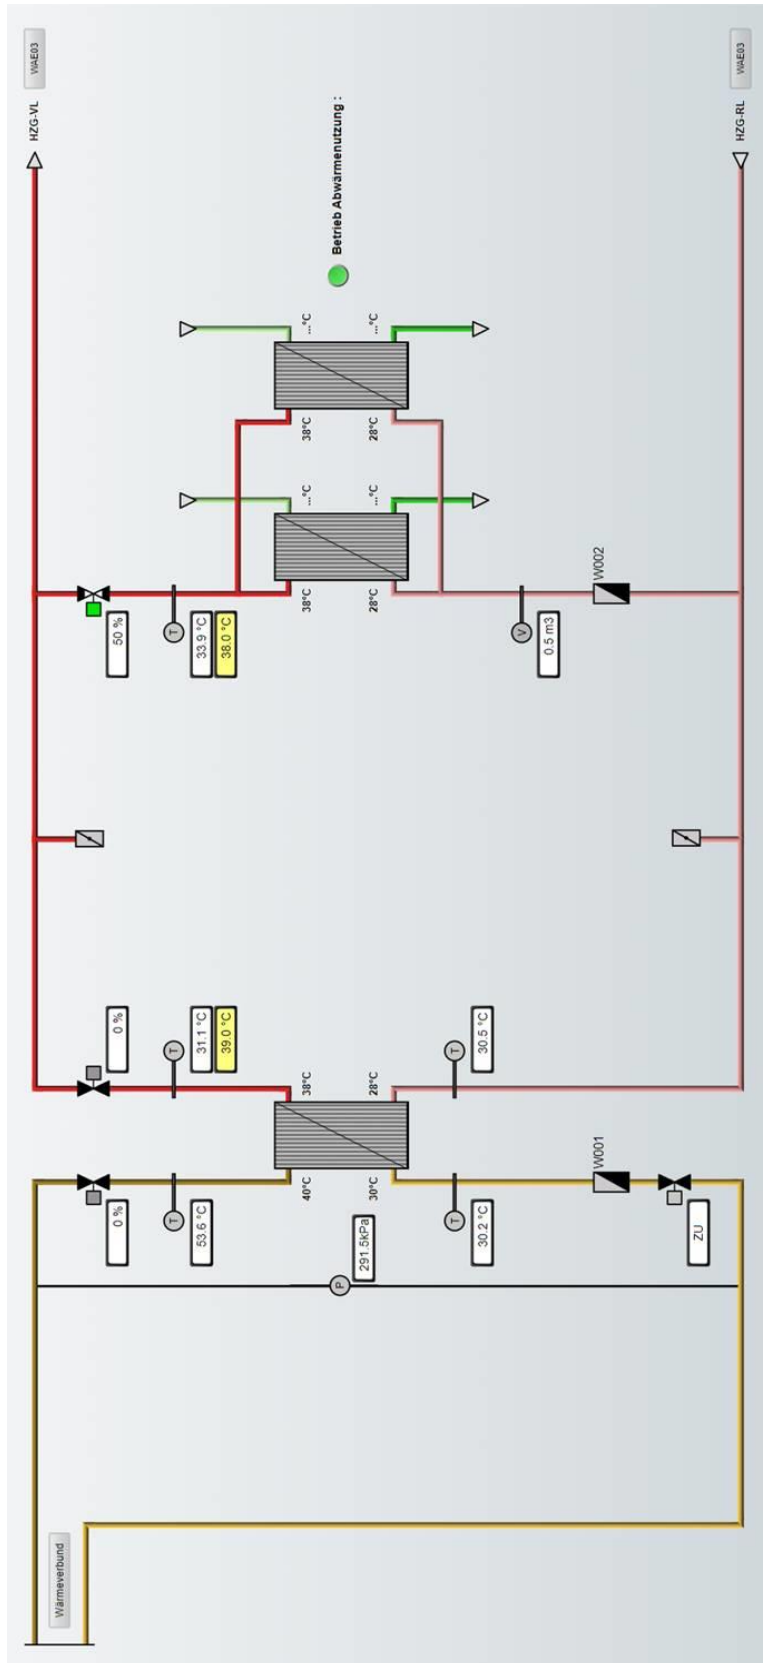 HZG-VL WAE03
Wärmeverbund
0 % 0 % 50 %
T T T
53.6 °C 31.1 °C 33.9 °C
39.0 °C 38.0 °C
40°C 38°C 38°C ...°C 38°C ...°C
Betrieb Abwärmenutzung :
P
291.5kPa
30°C 28°C 28°C ...°C 28°C ...°C
T T
30.2 °C 30.5 °C
V
0.5 m3
W001 W002
ZU
HZG-RL WAE03